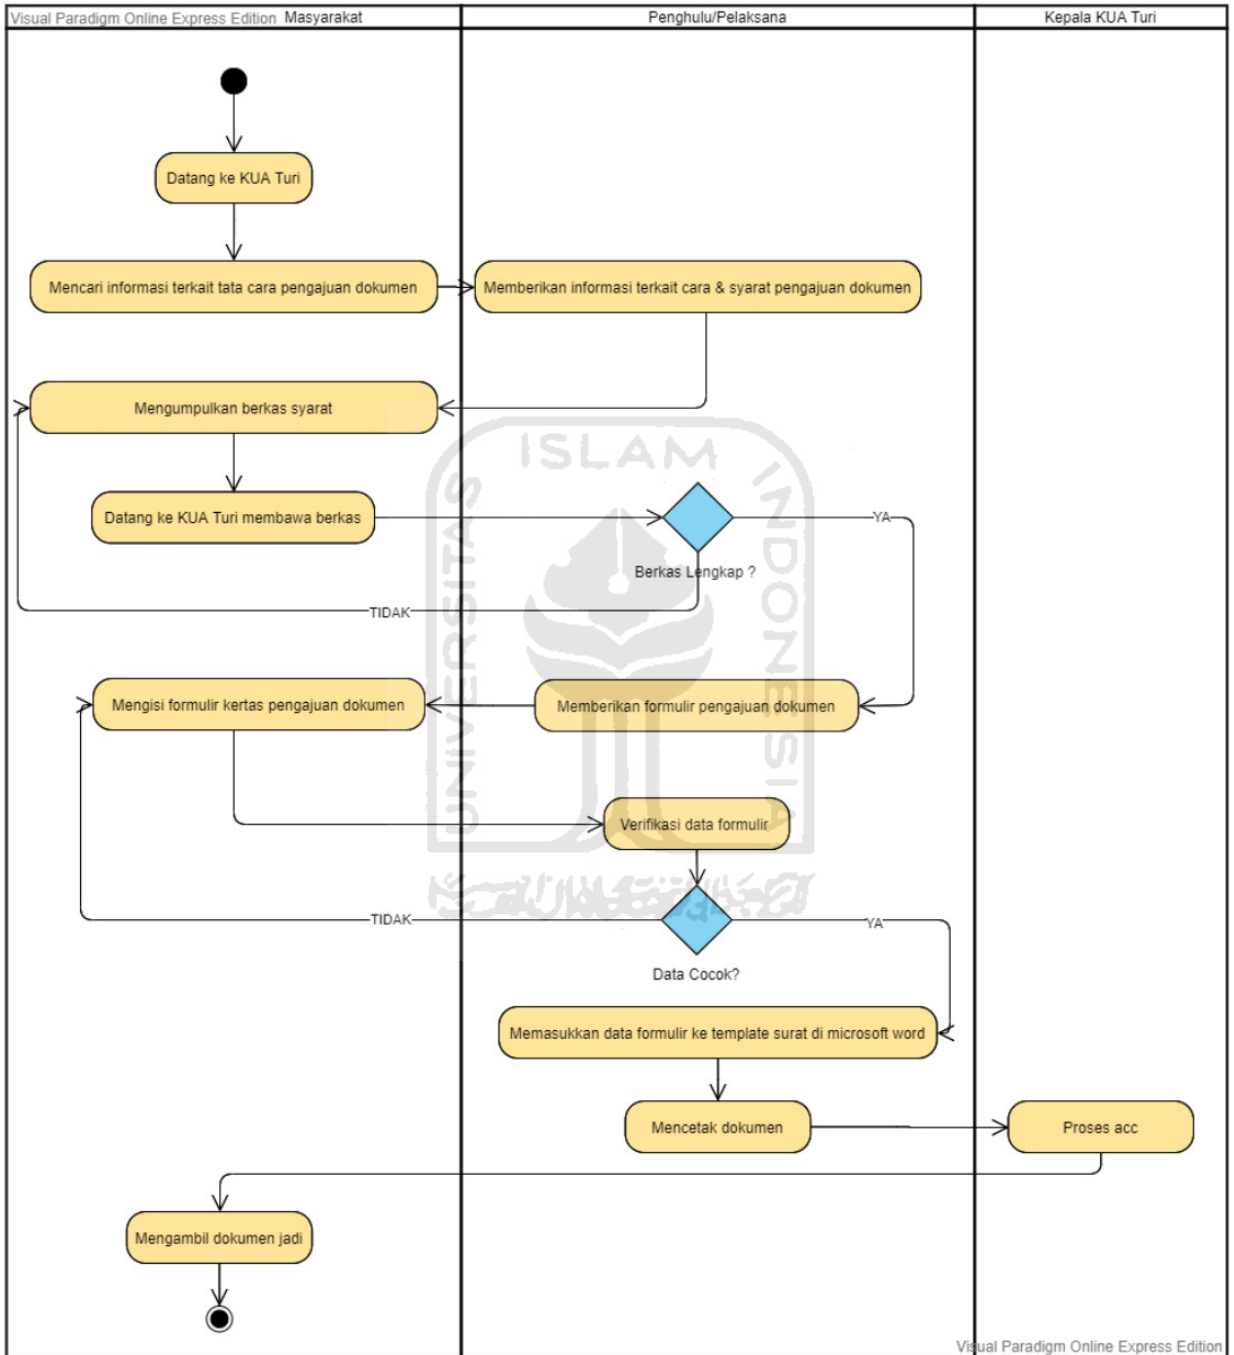 Visual Paradigm Online Express Edition
Masyarakat
Penghulu/Pelaksana
Kepala KUA Turi
Datang ke KUA Turi
Mencari informasi terkait tata cara pengajuan dokumen
Memberikan informasi terkait cara & syarat pengajuan dokumen
Mengumpulkan berkas syarat
ISLAM
UNIVERSITAS
INDONESIA
Datang ke KUA Turi membawa berkas
YA
Berkas Lengkap ?
TIDAK
Mengisi formulir kertas pengajuan dokumen
Memberikan formulir pengajuan dokumen
Verifikasi data formulir
TIDAK
YA
Data Cocok?
Memasukkan data formulir ke template surat di microsoft word
Mencetak dokumen
Proses acc
Mengambil dokumen jadi
Visual Paradigm Online Express Edition